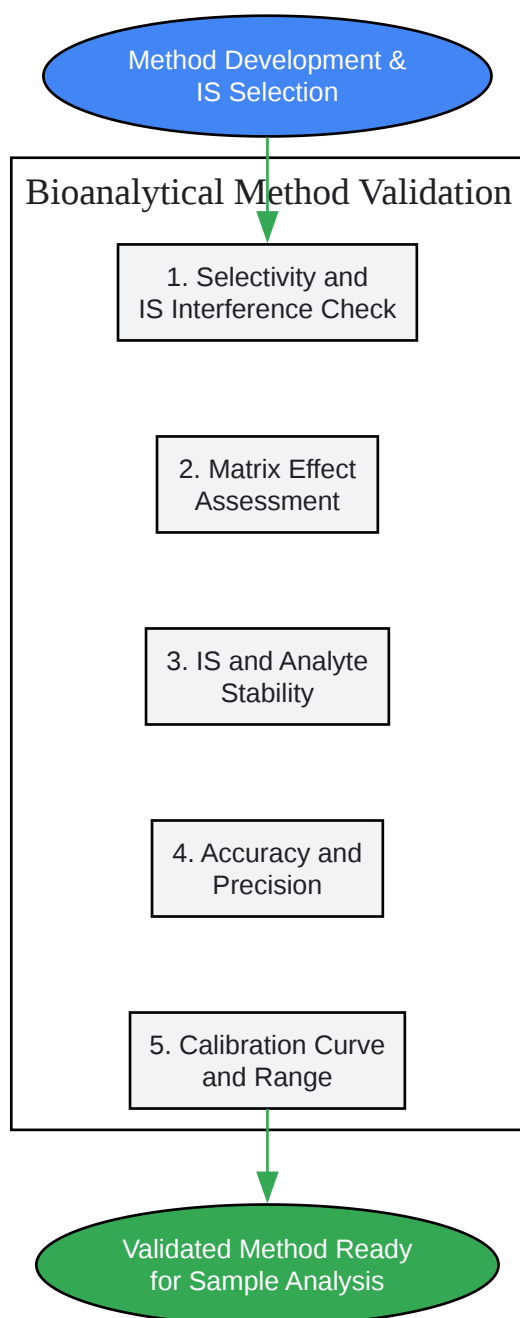 Method Development &
IS Selection
Bioanalytical Method Validation
1. Selectivity and
IS Interference Check
2. Matrix Effect
Assessment
3. IS and Analyte
Stability
4. Accuracy and
Precision
5. Calibration Curve
and Range
Validated Method Ready
for Sample Analysis